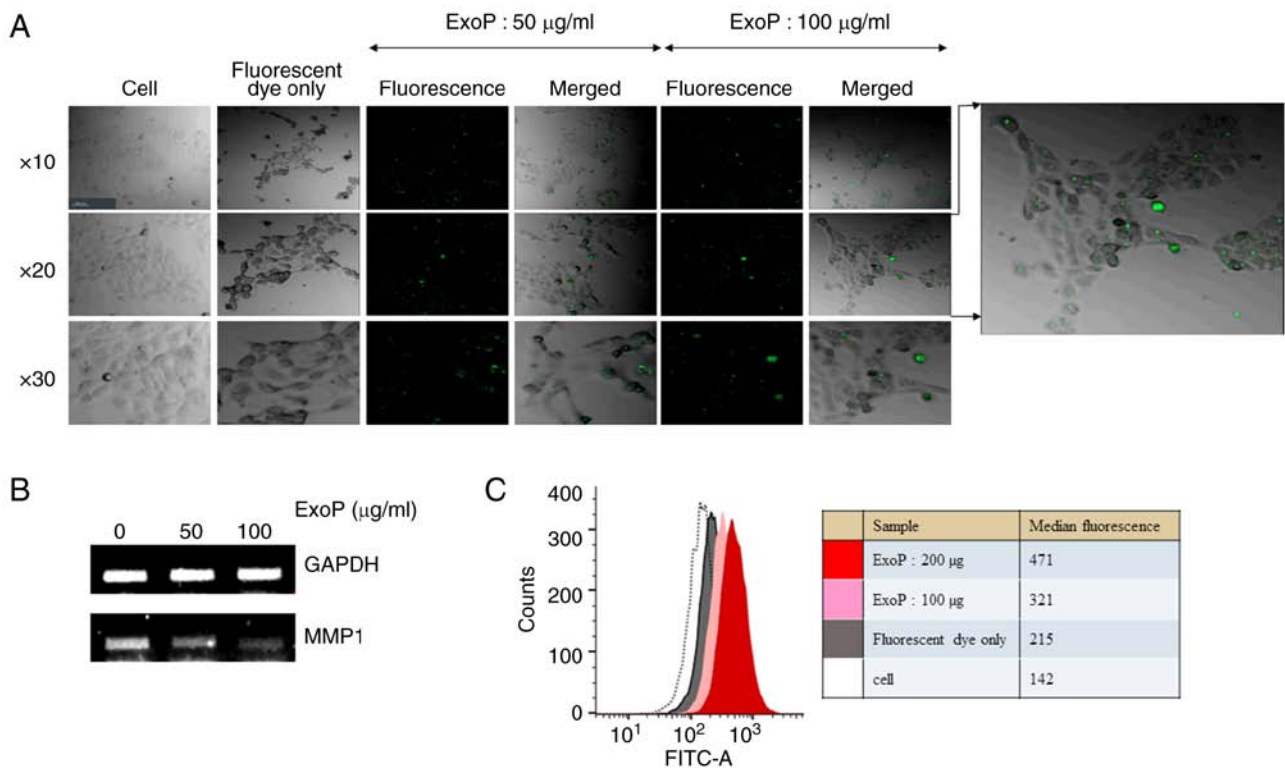 A
ExoP : 50 μg/ml
ExoP : 100 μg/ml
Cell
Fluorescent
dye only
Fluorescence
Merged
Fluorescence
Merged
×10
×20
×30
B
ExoP (μg/ml)
0 50 100
GAPDH
MMP1
C
400
300
200
100
0
Counts
10¹ 10² 10³
FITC-A
Sample Median fluorescence
ExoP : 200 μg 471
ExoP : 100 μg 321
Fluorescent dye only 215
cell 142